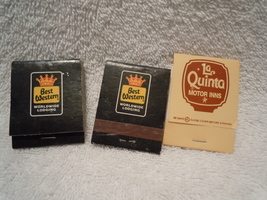 Best
Western
WORLDWIDE
LODGING
Best
Western
WORLDWIDE
LODGING
La
Quinta
MOTOR INNS